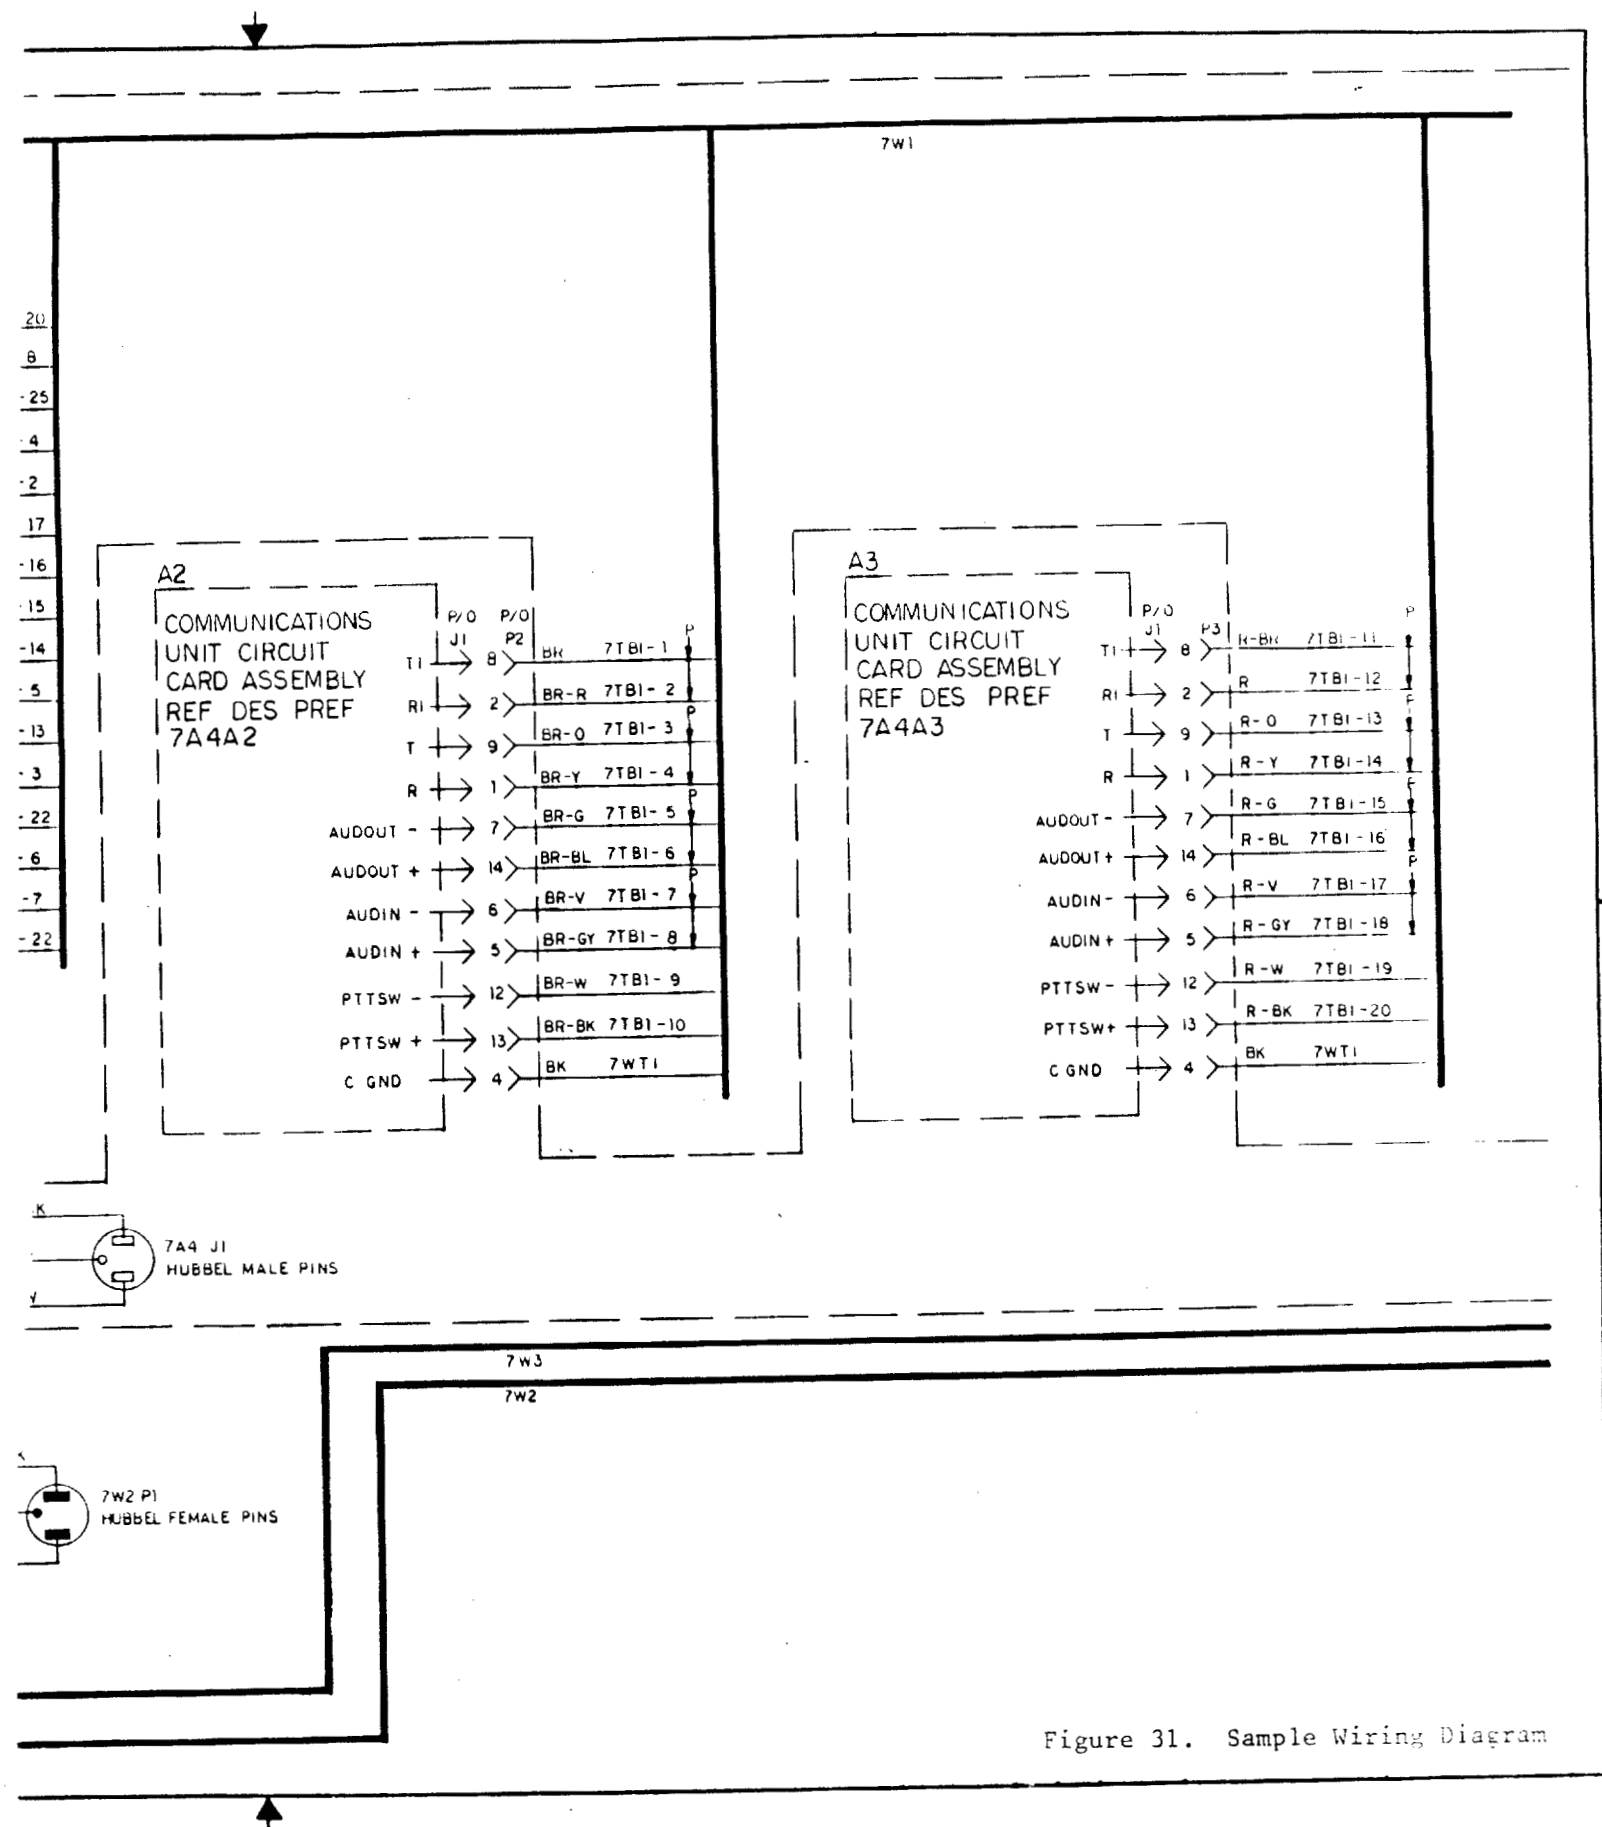 7W1
20
8
-25
-4
-2
17
-16
15
-14
-5
-13
-3
-22
-6
-7
-22
A2
COMMUNICATIONS
UNIT CIRCUIT
CARD ASSEMBLY
REF DES PREF
7A4A2
P/O P/O
J1 P2
P
T1 8 BR 7TB1-1
R1 2 BR-R 7TB1-2
P
T 9 BR-O 7TB1-3
R 1 BR-Y 7TB1-4
P
AUDOUT - 7 BR-G 7TB1-5
AUDOUT + 14 BR-BL 7TB1-6
P
AUDIN - 6 BR-V 7TB1-7
AUDIN + 5 BR-GY 7TB1-8
PTTSW - 12 BR-W 7TB1-9
PTTSW + 13 BR-BK 7TB1-10
C GND 4 BK 7WT1
A3
COMMUNICATIONS
UNIT CIRCUIT
CARD ASSEMBLY
REF DES PREF
7A4A3
P/O
J1 P3
P
T1 8 R-BR 7TB1-11
R1 2 R 7TB1-12
T 9 R-O 7TB1-13
R 1 R-Y 7TB1-14
AUDOUT- 7 R-G 7TB1-15
AUDOUT+ 14 R-BL 7TB1-16
P
AUDIN- 6 R-V 7TB1-17
AUDIN+ 5 R-GY 7TB1-18
PTTSW- 12 R-W 7TB1-19
PTTSW+ 13 R-BK 7TB1-20
C GND 4 BK 7WT1
K
7A4 J1
HUBBEL MALE PINS
7W3
7W2
7W2 P1
HUBBEL FEMALE PINS
Figure 31. Sample Wiring Diagram